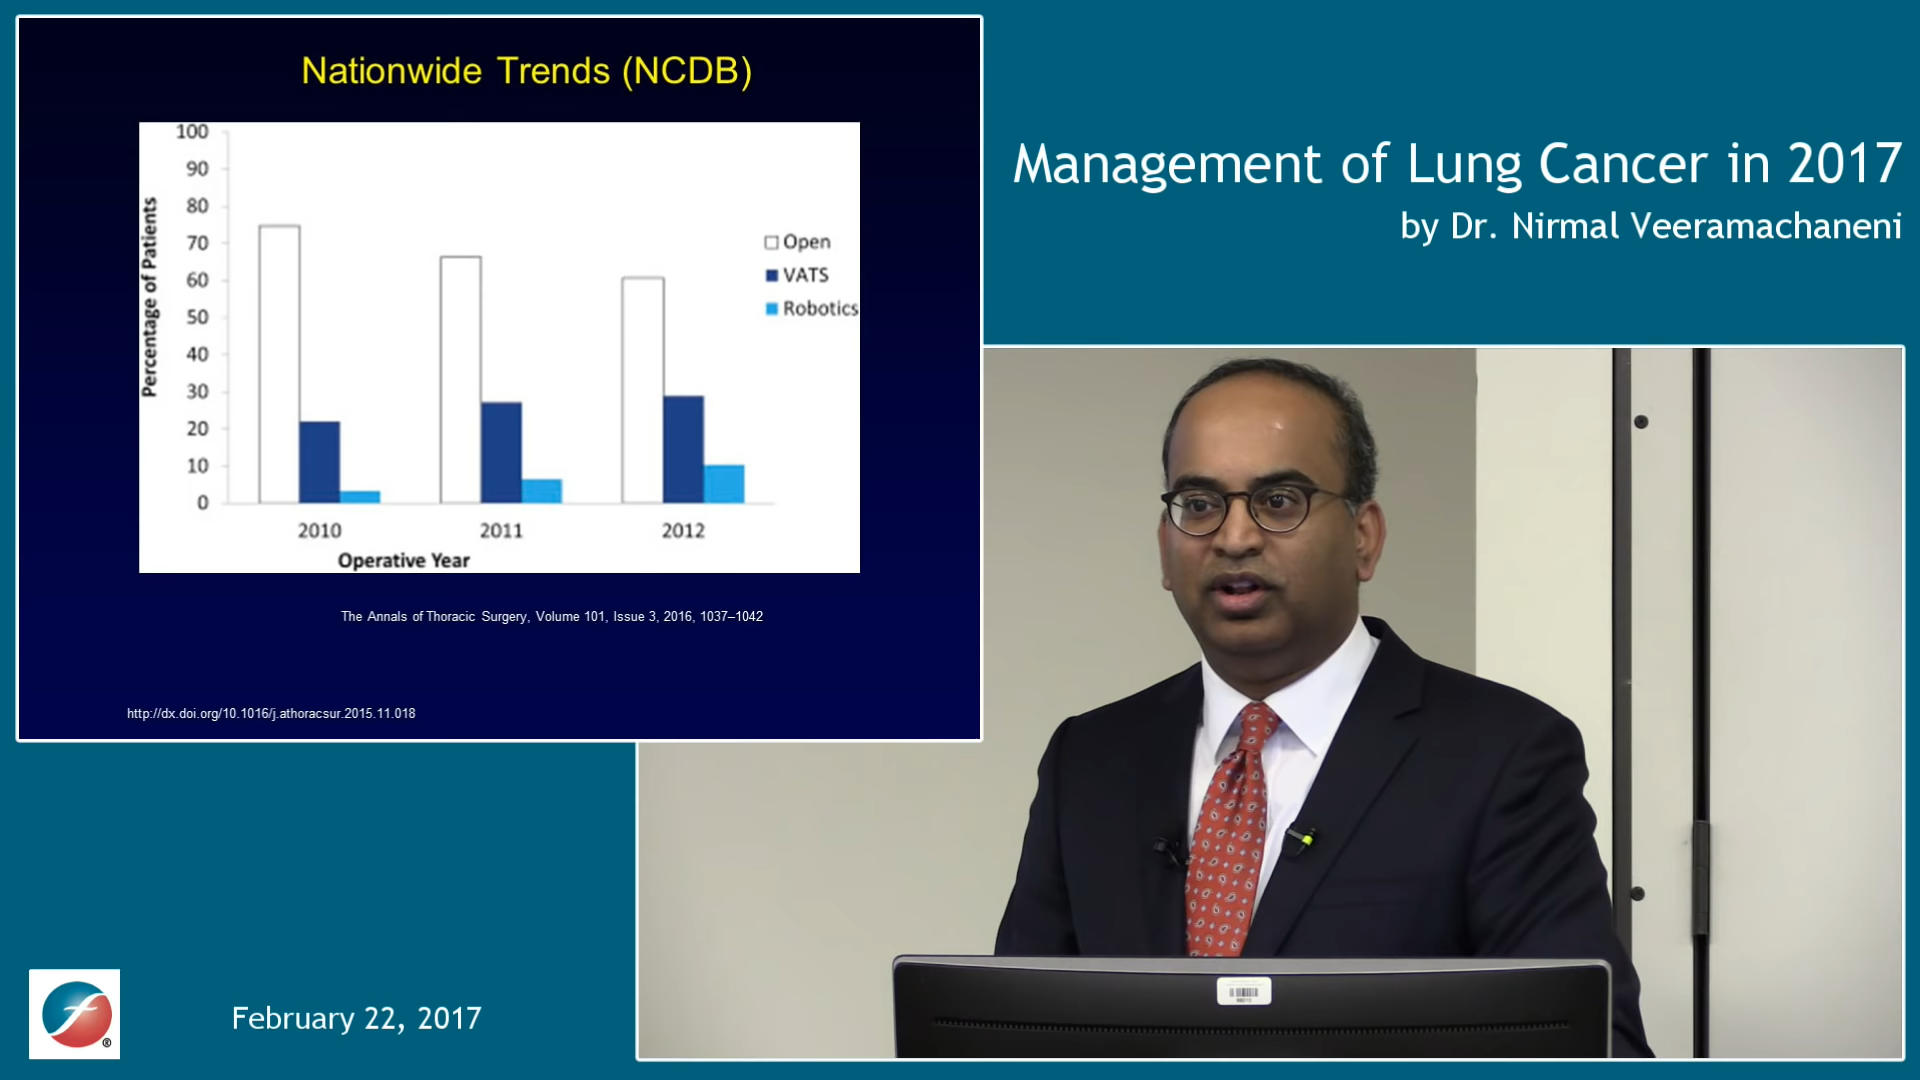 Nationwide Trends (NCDB)
100
90
80
70
60
50
40
30
20
10
0
Percentage of Patients
Open
VATS
Robotics
2010
2011
2012
Operative Year
The Annals of Thoracic Surgery, Volume 101, Issue 3, 2016, 1037–1042
http://dx.doi.org/10.1016/j.athoracsur.2015.11.018
Management of Lung Cancer in 2017
by Dr. Nirmal Veeramachaneni
February 22, 2017
f
®